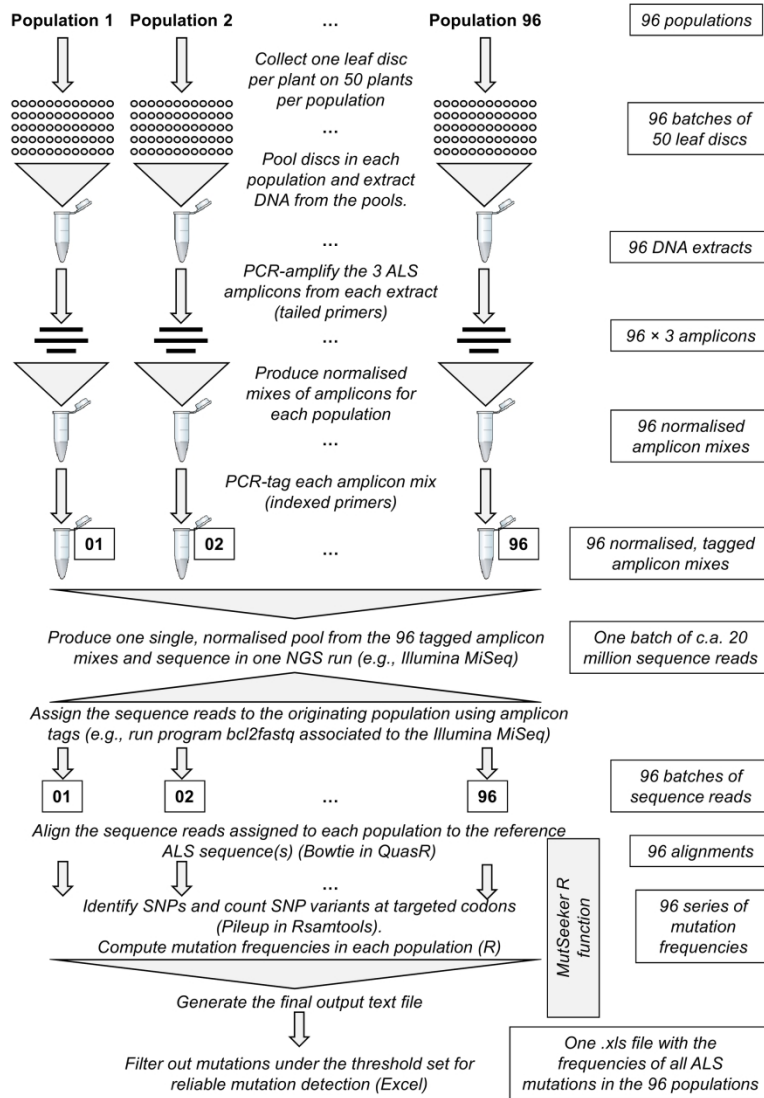 Population 1
Population 2
...
Population 96
96 populations
Collect one leaf disc
per plant on 50 plants
per population
...
96 batches of
50 leaf discs
Pool discs in each
population and extract
DNA from the pools.
...
96 DNA extracts
PCR-amplify the 3 ALS
amplicons from each extract
(tailed primers)
...
96 × 3 amplicons
Produce normalised
mixes of amplicons for
each population
...
96 normalised
amplicon mixes
PCR-tag each amplicon mix
(indexed primers)
01
02
...
96
96 normalised, tagged
amplicon mixes
Produce one single, normalised pool from the 96 tagged amplicon
mixes and sequence in one NGS run (e.g., Illumina MiSeq)
One batch of c.a. 20
million sequence reads
Assign the sequence reads to the originating population using amplicon
tags (e.g., run program bcl2fastq associated to the Illumina MiSeq)
01
02
...
96
96 batches of
sequence reads
Align the sequence reads assigned to each population to the reference
ALS sequence(s) (Bowtie in QuasR)
96 alignments
...
Identify SNPs and count SNP variants at targeted codons
(Pileup in Rsamtools).
Compute mutation frequencies in each population (R)
MutSeeker R
function
96 series of
mutation
frequencies
Generate the final output text file
Filter out mutations under the threshold set for
reliable mutation detection (Excel)
One .xls file with the
frequencies of all ALS
mutations in the 96 populations